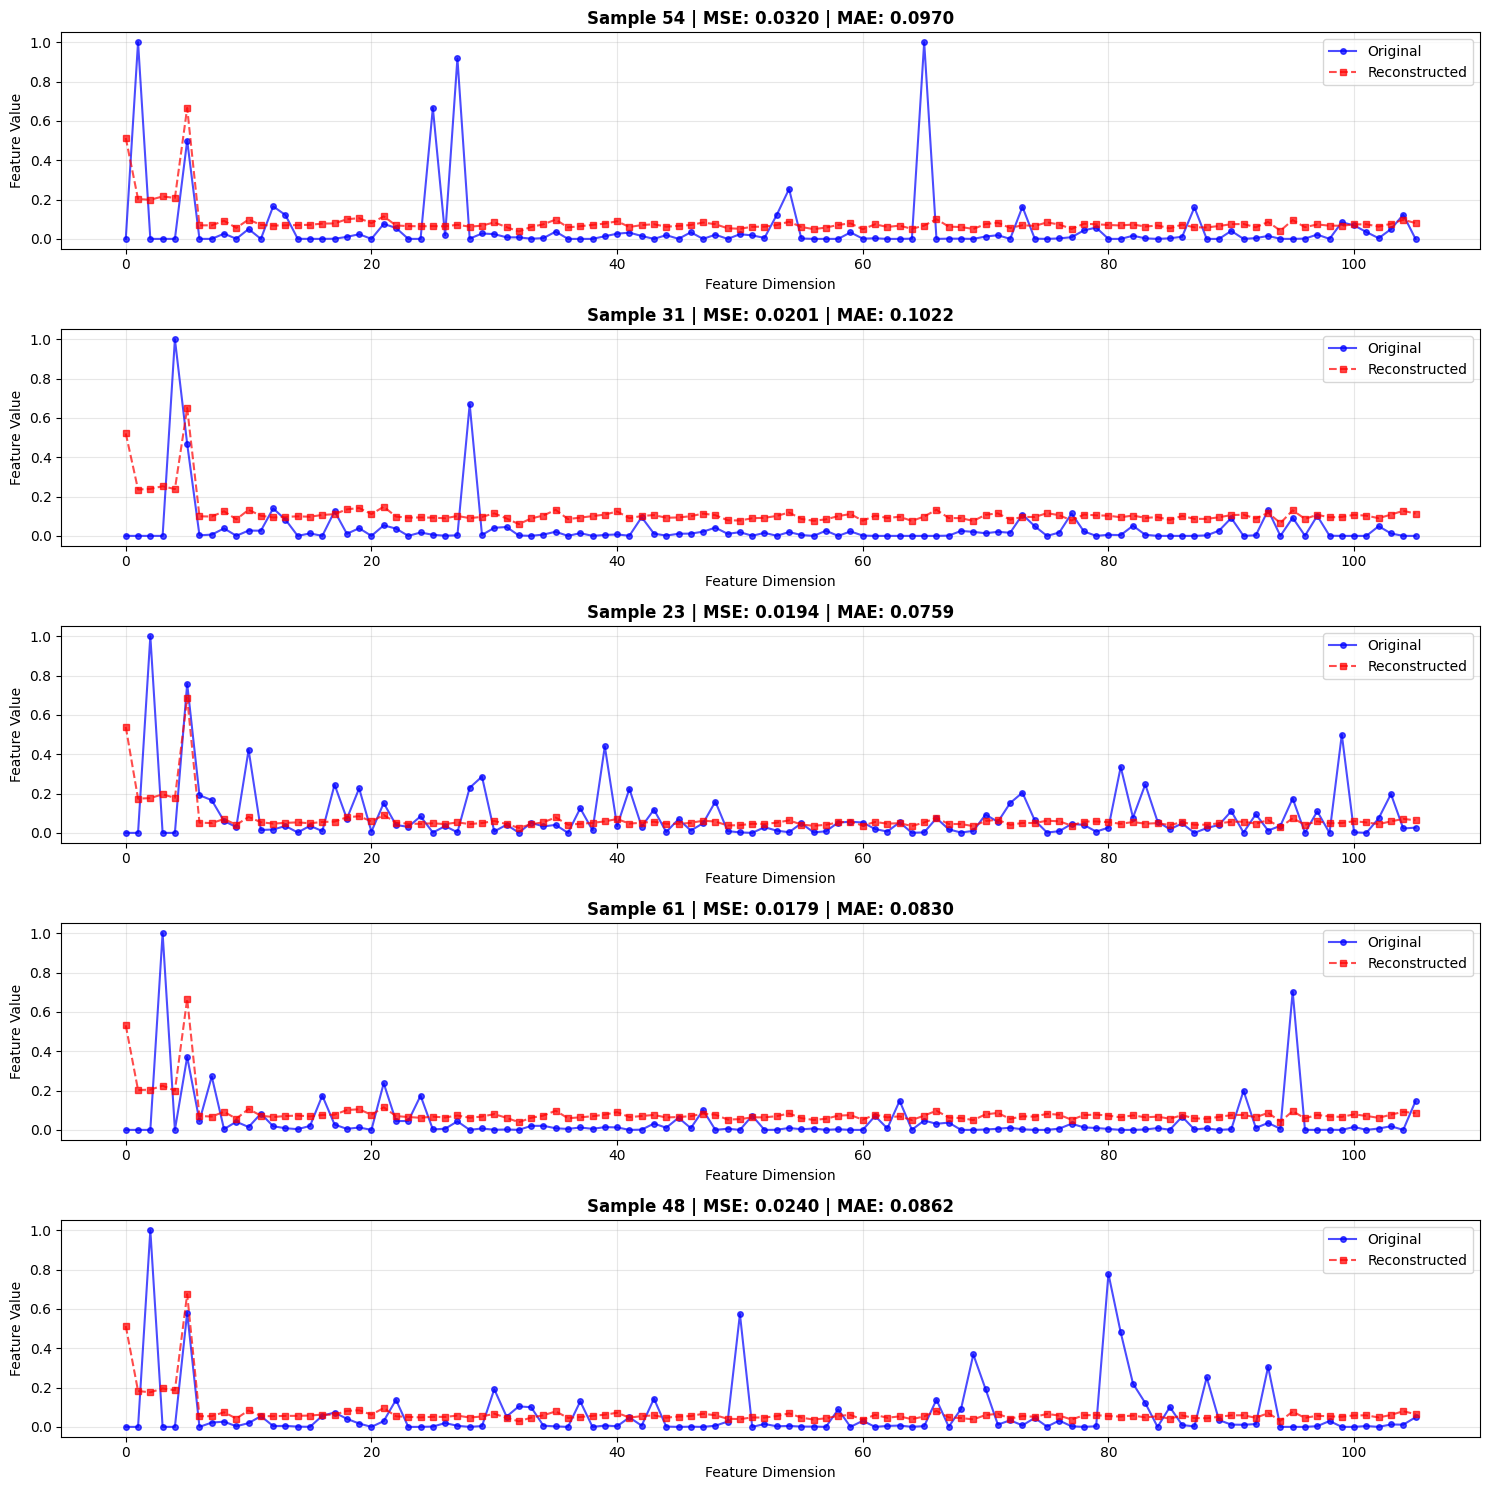 Sample 54 | MSE: 0.0320 | MAE: 0.0970
Feature Value
1.0
0.8
0.6
0.4
0.2
0.0
Original
Reconstructed
0 20 40 60 80 100
Feature Dimension
Sample 31 | MSE: 0.0201 | MAE: 0.1022
Feature Value
1.0
0.8
0.6
0.4
0.2
0.0
Original
Reconstructed
0 20 40 60 80 100
Feature Dimension
Sample 23 | MSE: 0.0194 | MAE: 0.0759
Feature Value
1.0
0.8
0.6
0.4
0.2
0.0
Original
Reconstructed
0 20 40 60 80 100
Feature Dimension
Sample 61 | MSE: 0.0179 | MAE: 0.0830
Feature Value
1.0
0.8
0.6
0.4
0.2
0.0
Original
Reconstructed
0 20 40 60 80 100
Feature Dimension
Sample 48 | MSE: 0.0240 | MAE: 0.0862
Feature Value
1.0
0.8
0.6
0.4
0.2
0.0
Original
Reconstructed
0 20 40 60 80 100
Feature Dimension